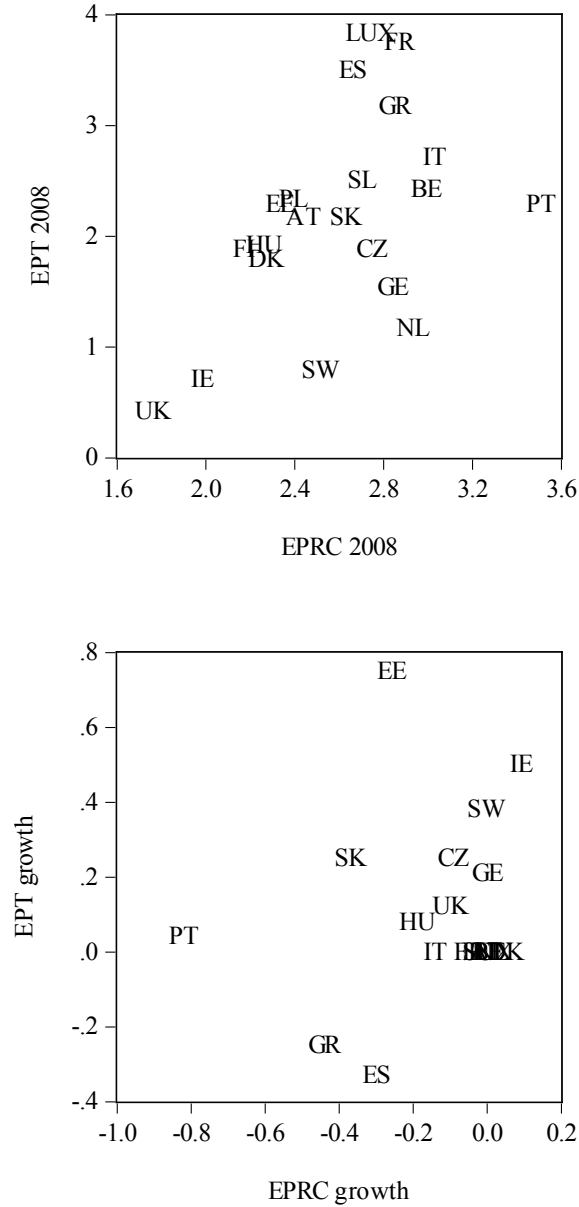 4
LUX
FR
ES
GR
3
IT
SL
BE
PL
EE
PT
AT
SK
EPT 2008
2
HU
CZ
DK
GE
NL
1
SW
IE
UK
0
1.6 2.0 2.4 2.8 3.2 3.6
EPRC 2008
.8
EE
.6
IE
.4
SW
SK
CZ
GE
.2
UK
HU
EPT growth
PT
.0
IT
-.2
GR
ES
-.4
-1.0 -0.8 -0.6 -0.4 -0.2 0.0 0.2
EPRC growth